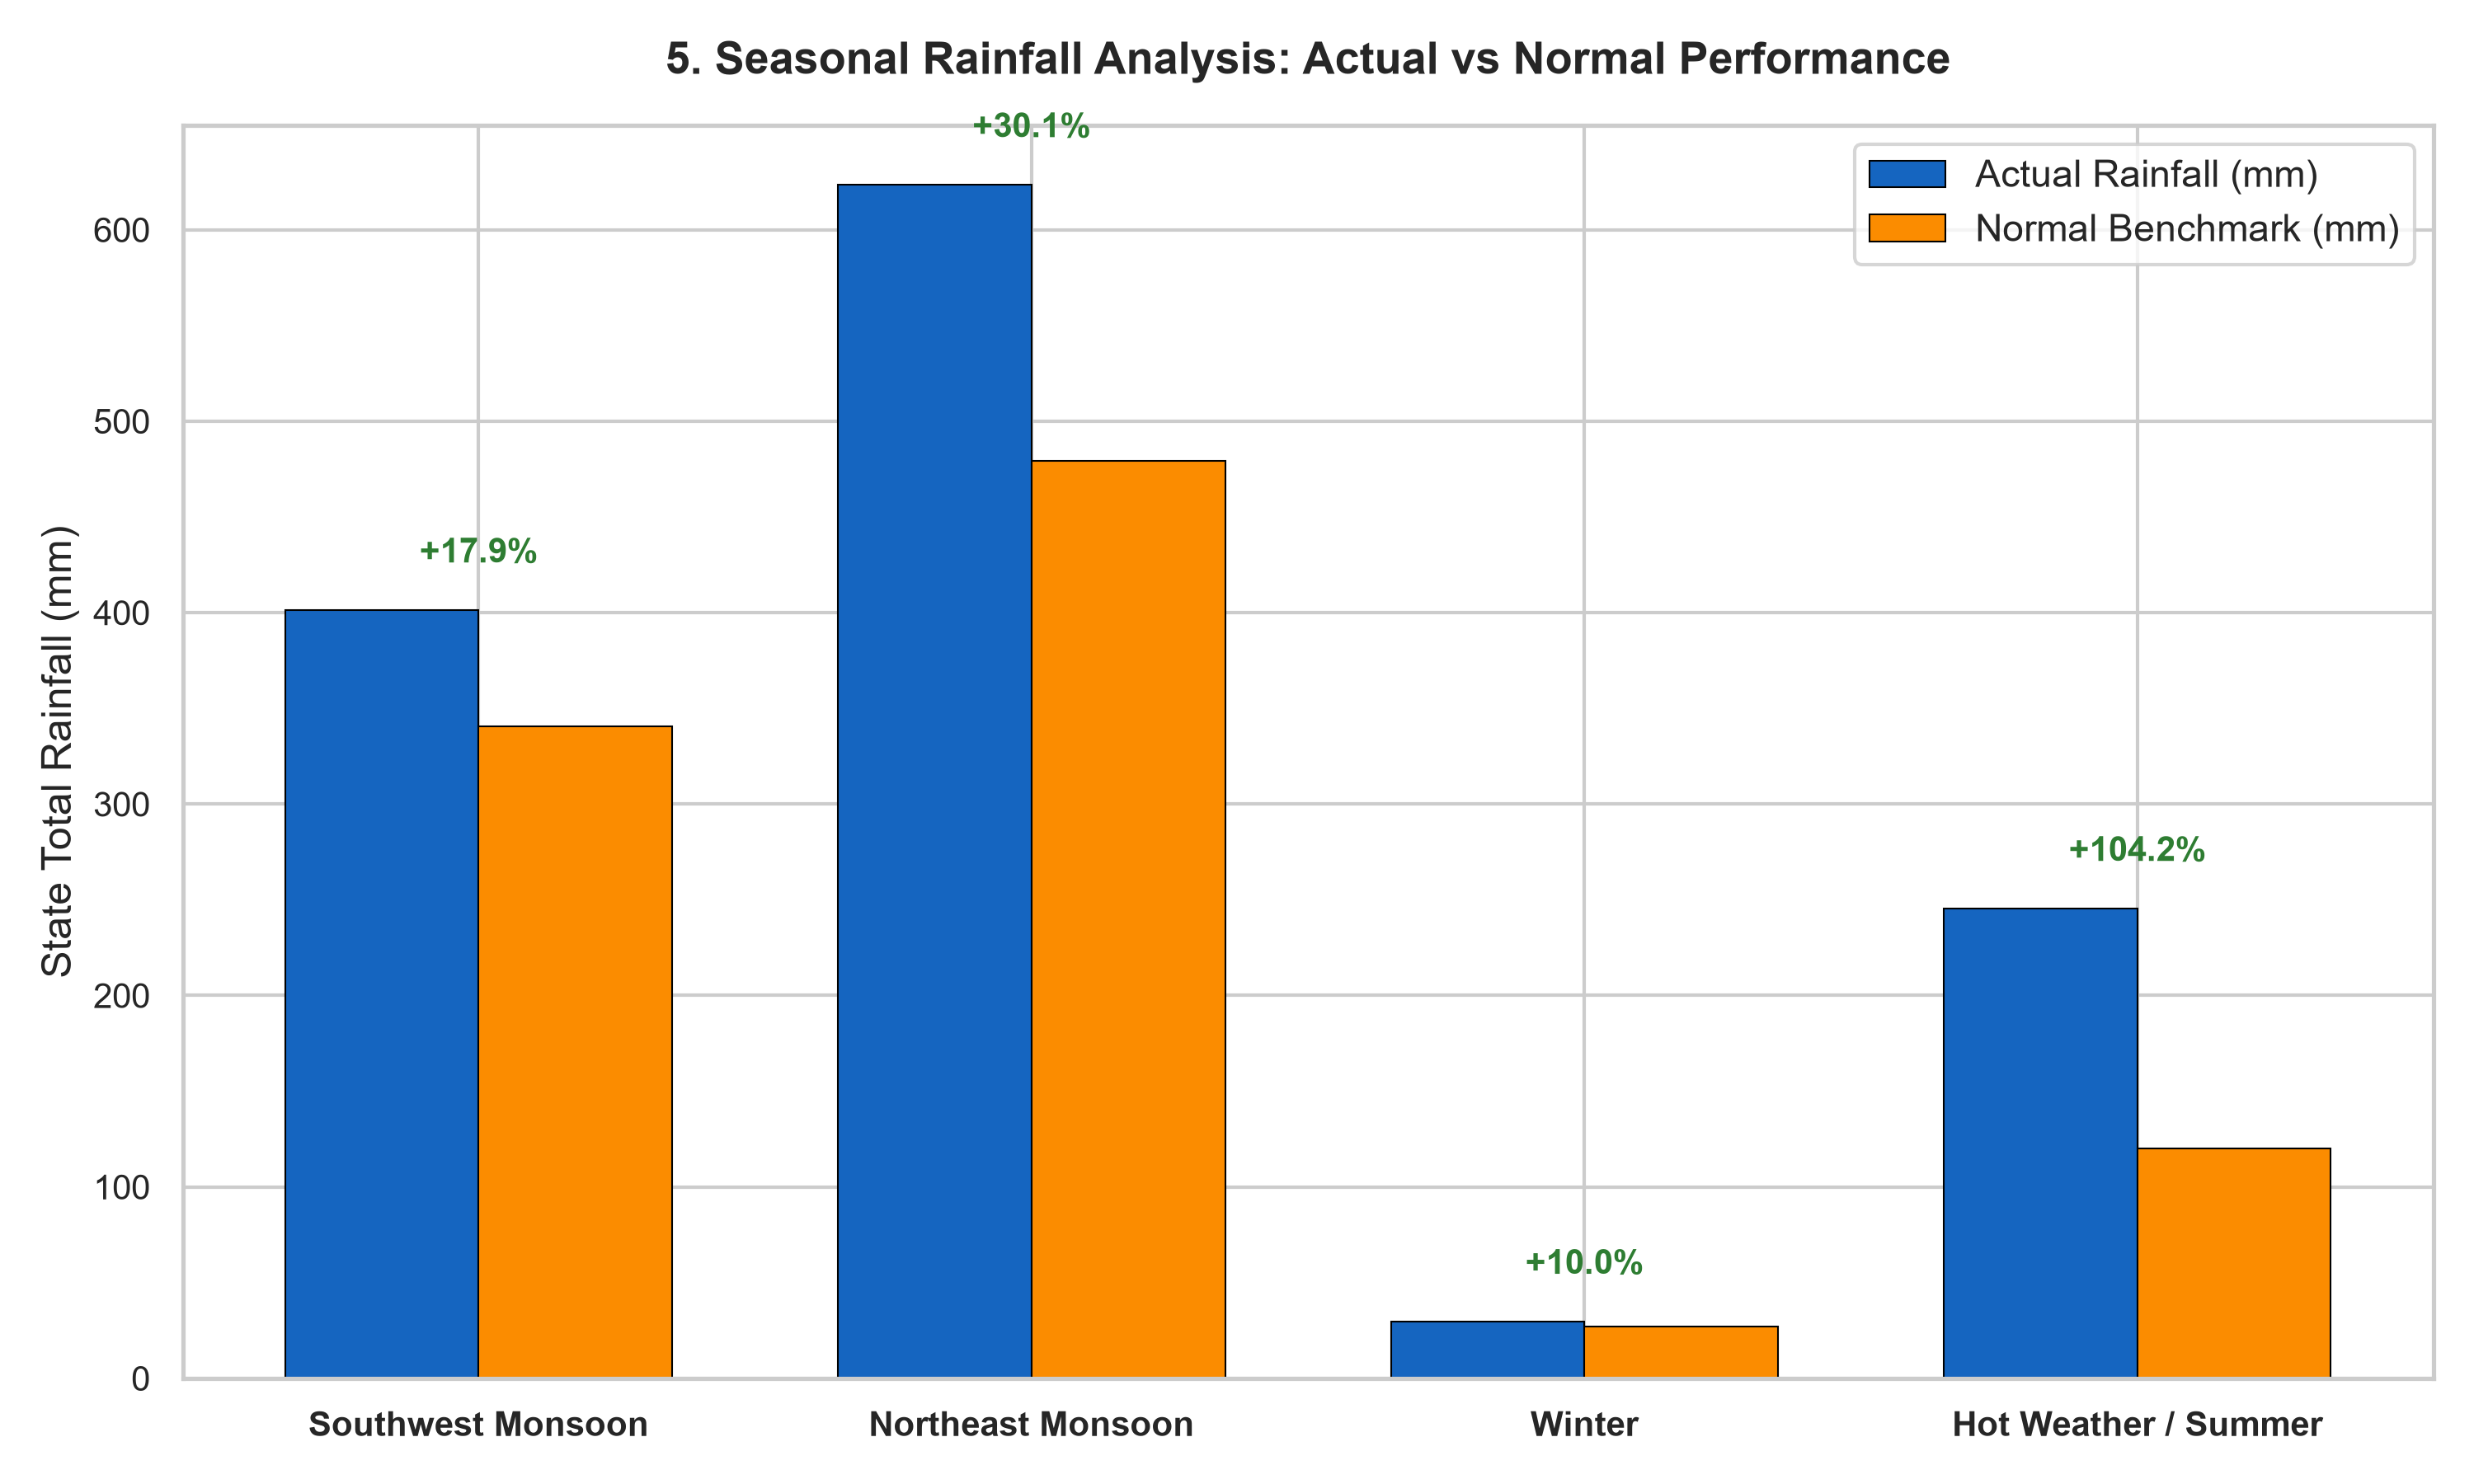 5. Seasonal Rainfall Analysis: Actual vs Normal Performance
Actual Rainfall (mm)
Normal Benchmark (mm)
State Total Rainfall (mm)
600
500
400
300
200
100
0
+17.9%
+30.1%
+10.0%
+104.2%
Southwest Monsoon
Northeast Monsoon
Winter
Hot Weather / Summer